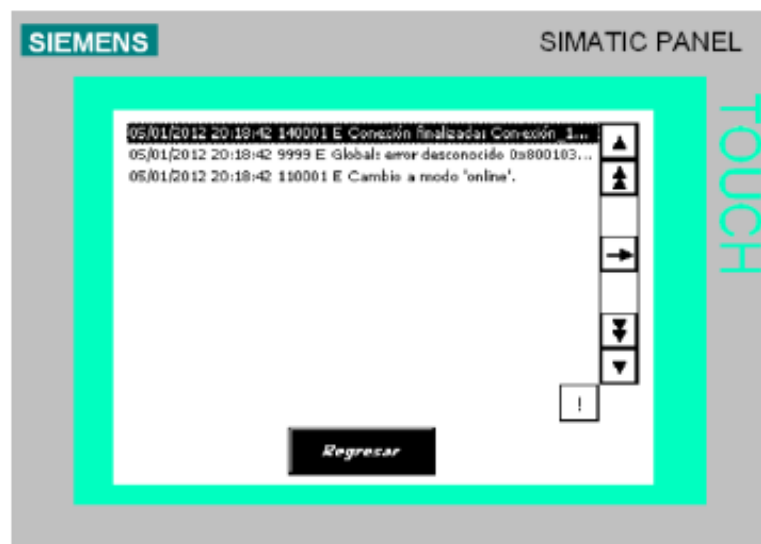 SIEMENS
SIMATIC PANEL
TOUCH
05/01/2012 20:18:42 140001 E Conexión finalizada: Conexión_1...
05/01/2012 20:18:42 9999 E Global: error desconocido 0x800103...
05/01/2012 20:18:42 110001 E Cambio a modo 'online'.
!
Regresar